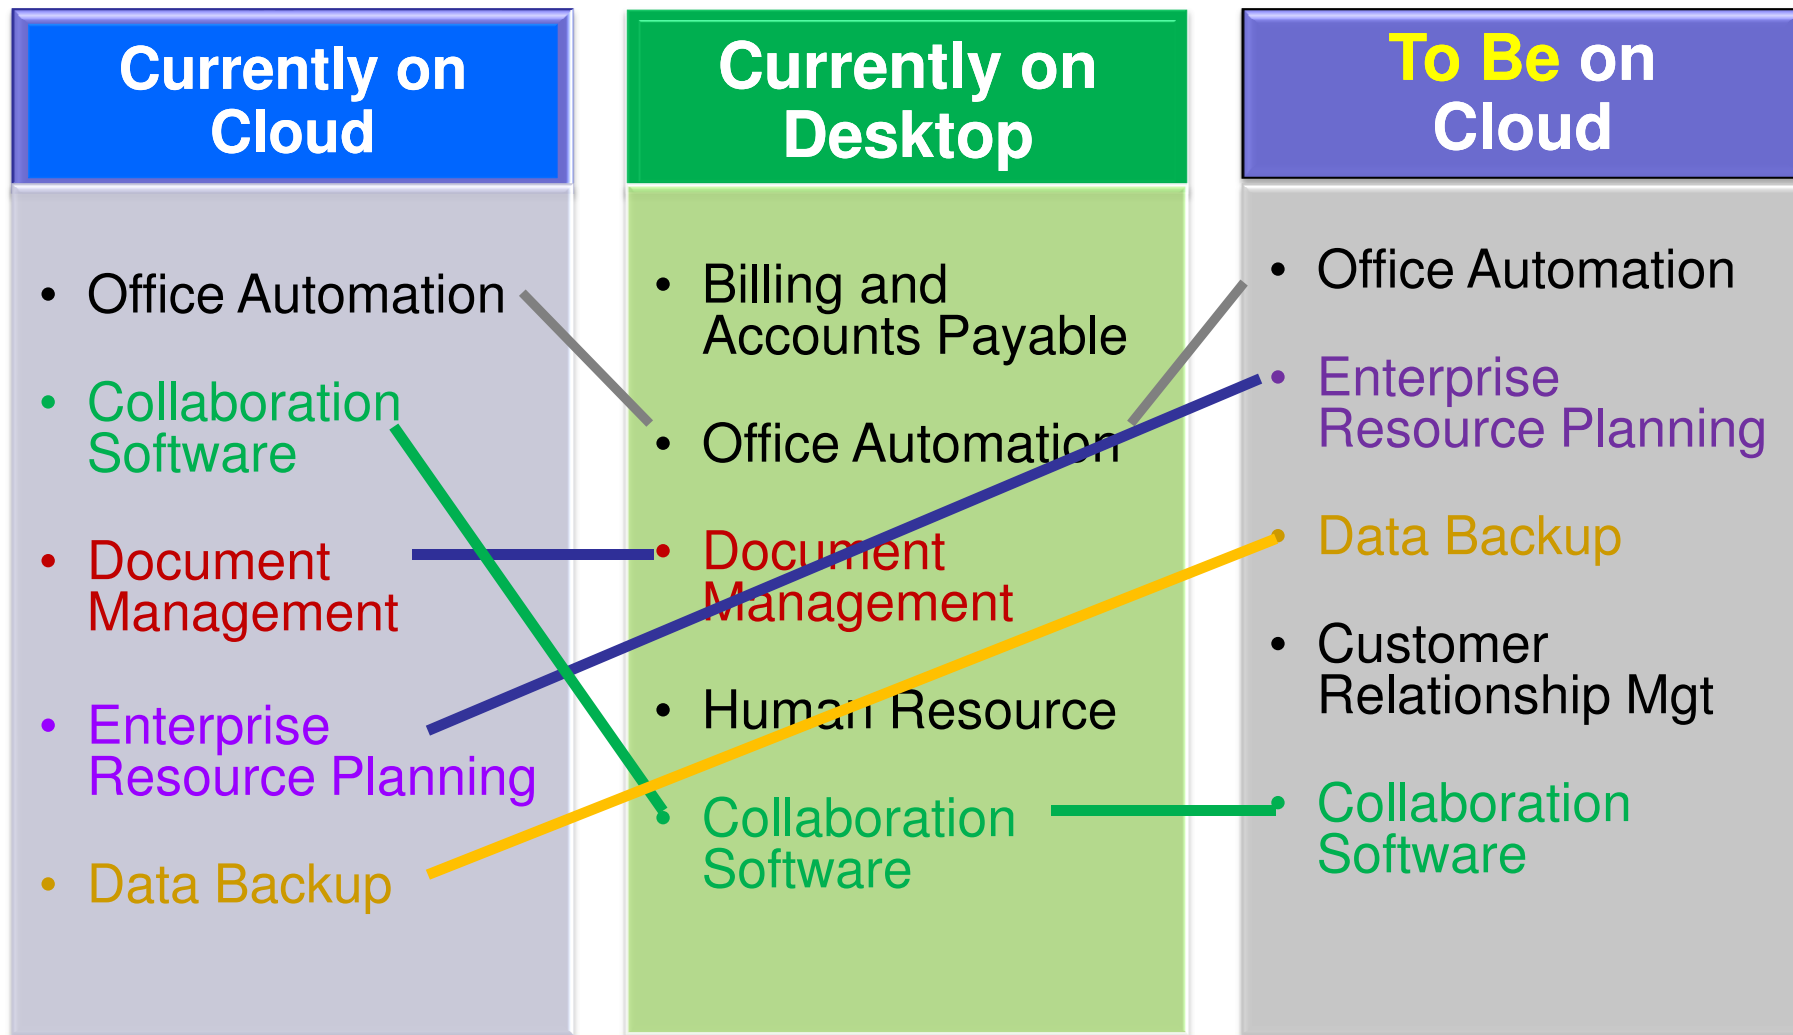 Currently on
Cloud
• Office Automation
• Collaboration
Software
• Document
Management
• Enterprise
Resource Planning
• Data Backup
Currently on
Desktop
• Billing and
Accounts Payable
• Office Automation
• Document
Management
• Human Resource
• Collaboration
Software
To Be on
Cloud
• Office Automation
• Enterprise
Resource Planning
• Data Backup
• Customer
Relationship Mgt
• Collaboration
Software